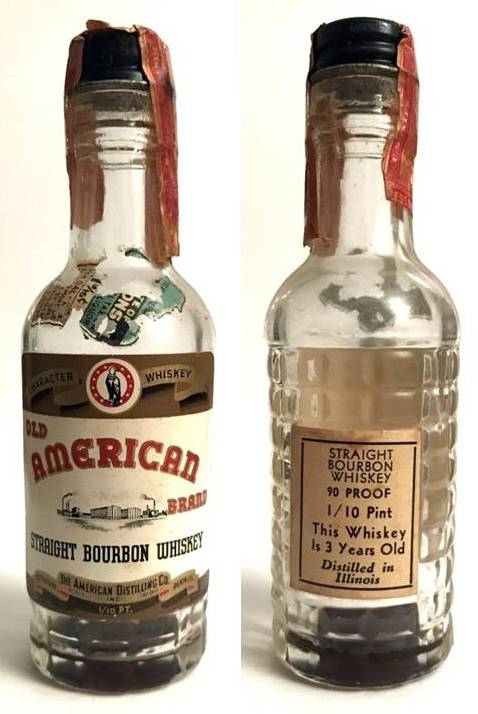 CHARACTER WHISKEY
OLD
AMERICAN
BRAND
STRAIGHT BOURBON WHISKEY
THE AMERICAN DISTILLING CO.
INC.
1/10 PT.
STRAIGHT
BOURBON
WHISKEY
90 PROOF
1/10 Pint
This Whiskey
Is 3 Years Old
Distilled in
Illinois